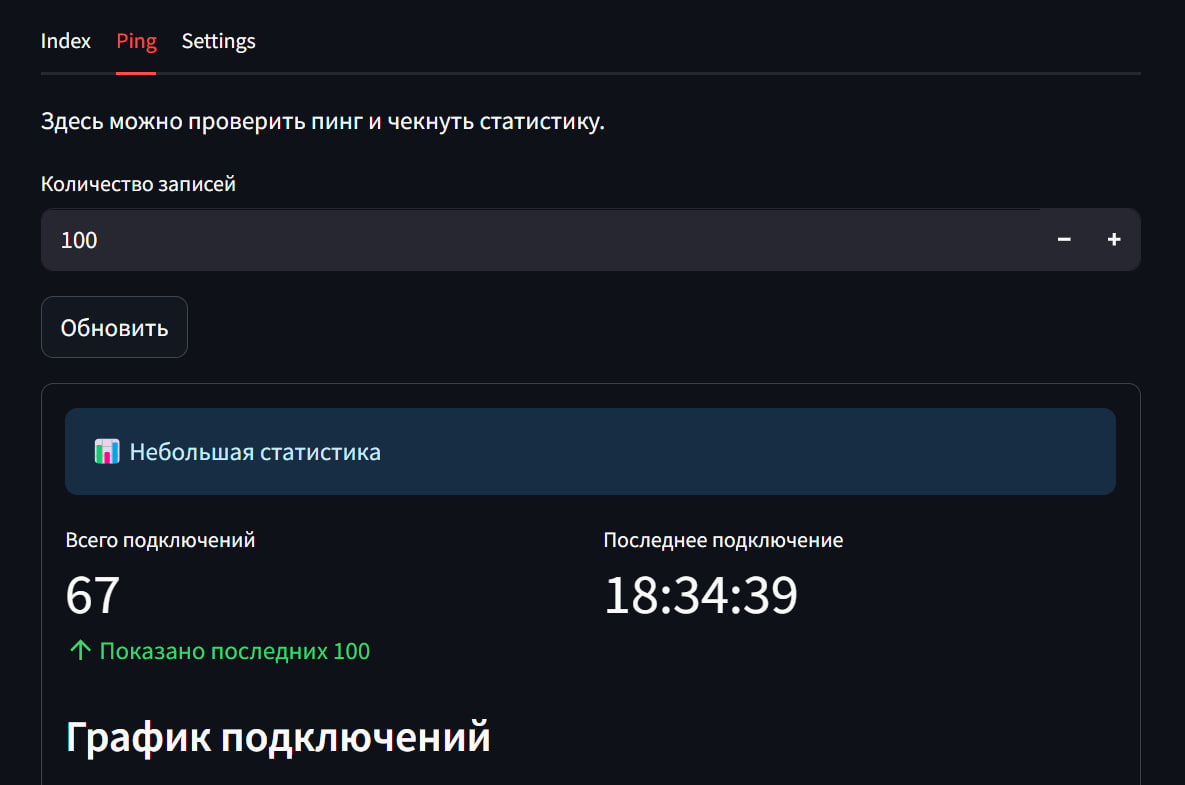 Index Ping Settings
Здесь можно проверить пинг и чекнуть статистику.
Количество записей
100
Обновить
Небольшая статистика
Всего подключений Последнее подключение
67 18:34:39
Показано последних 100
График подключений